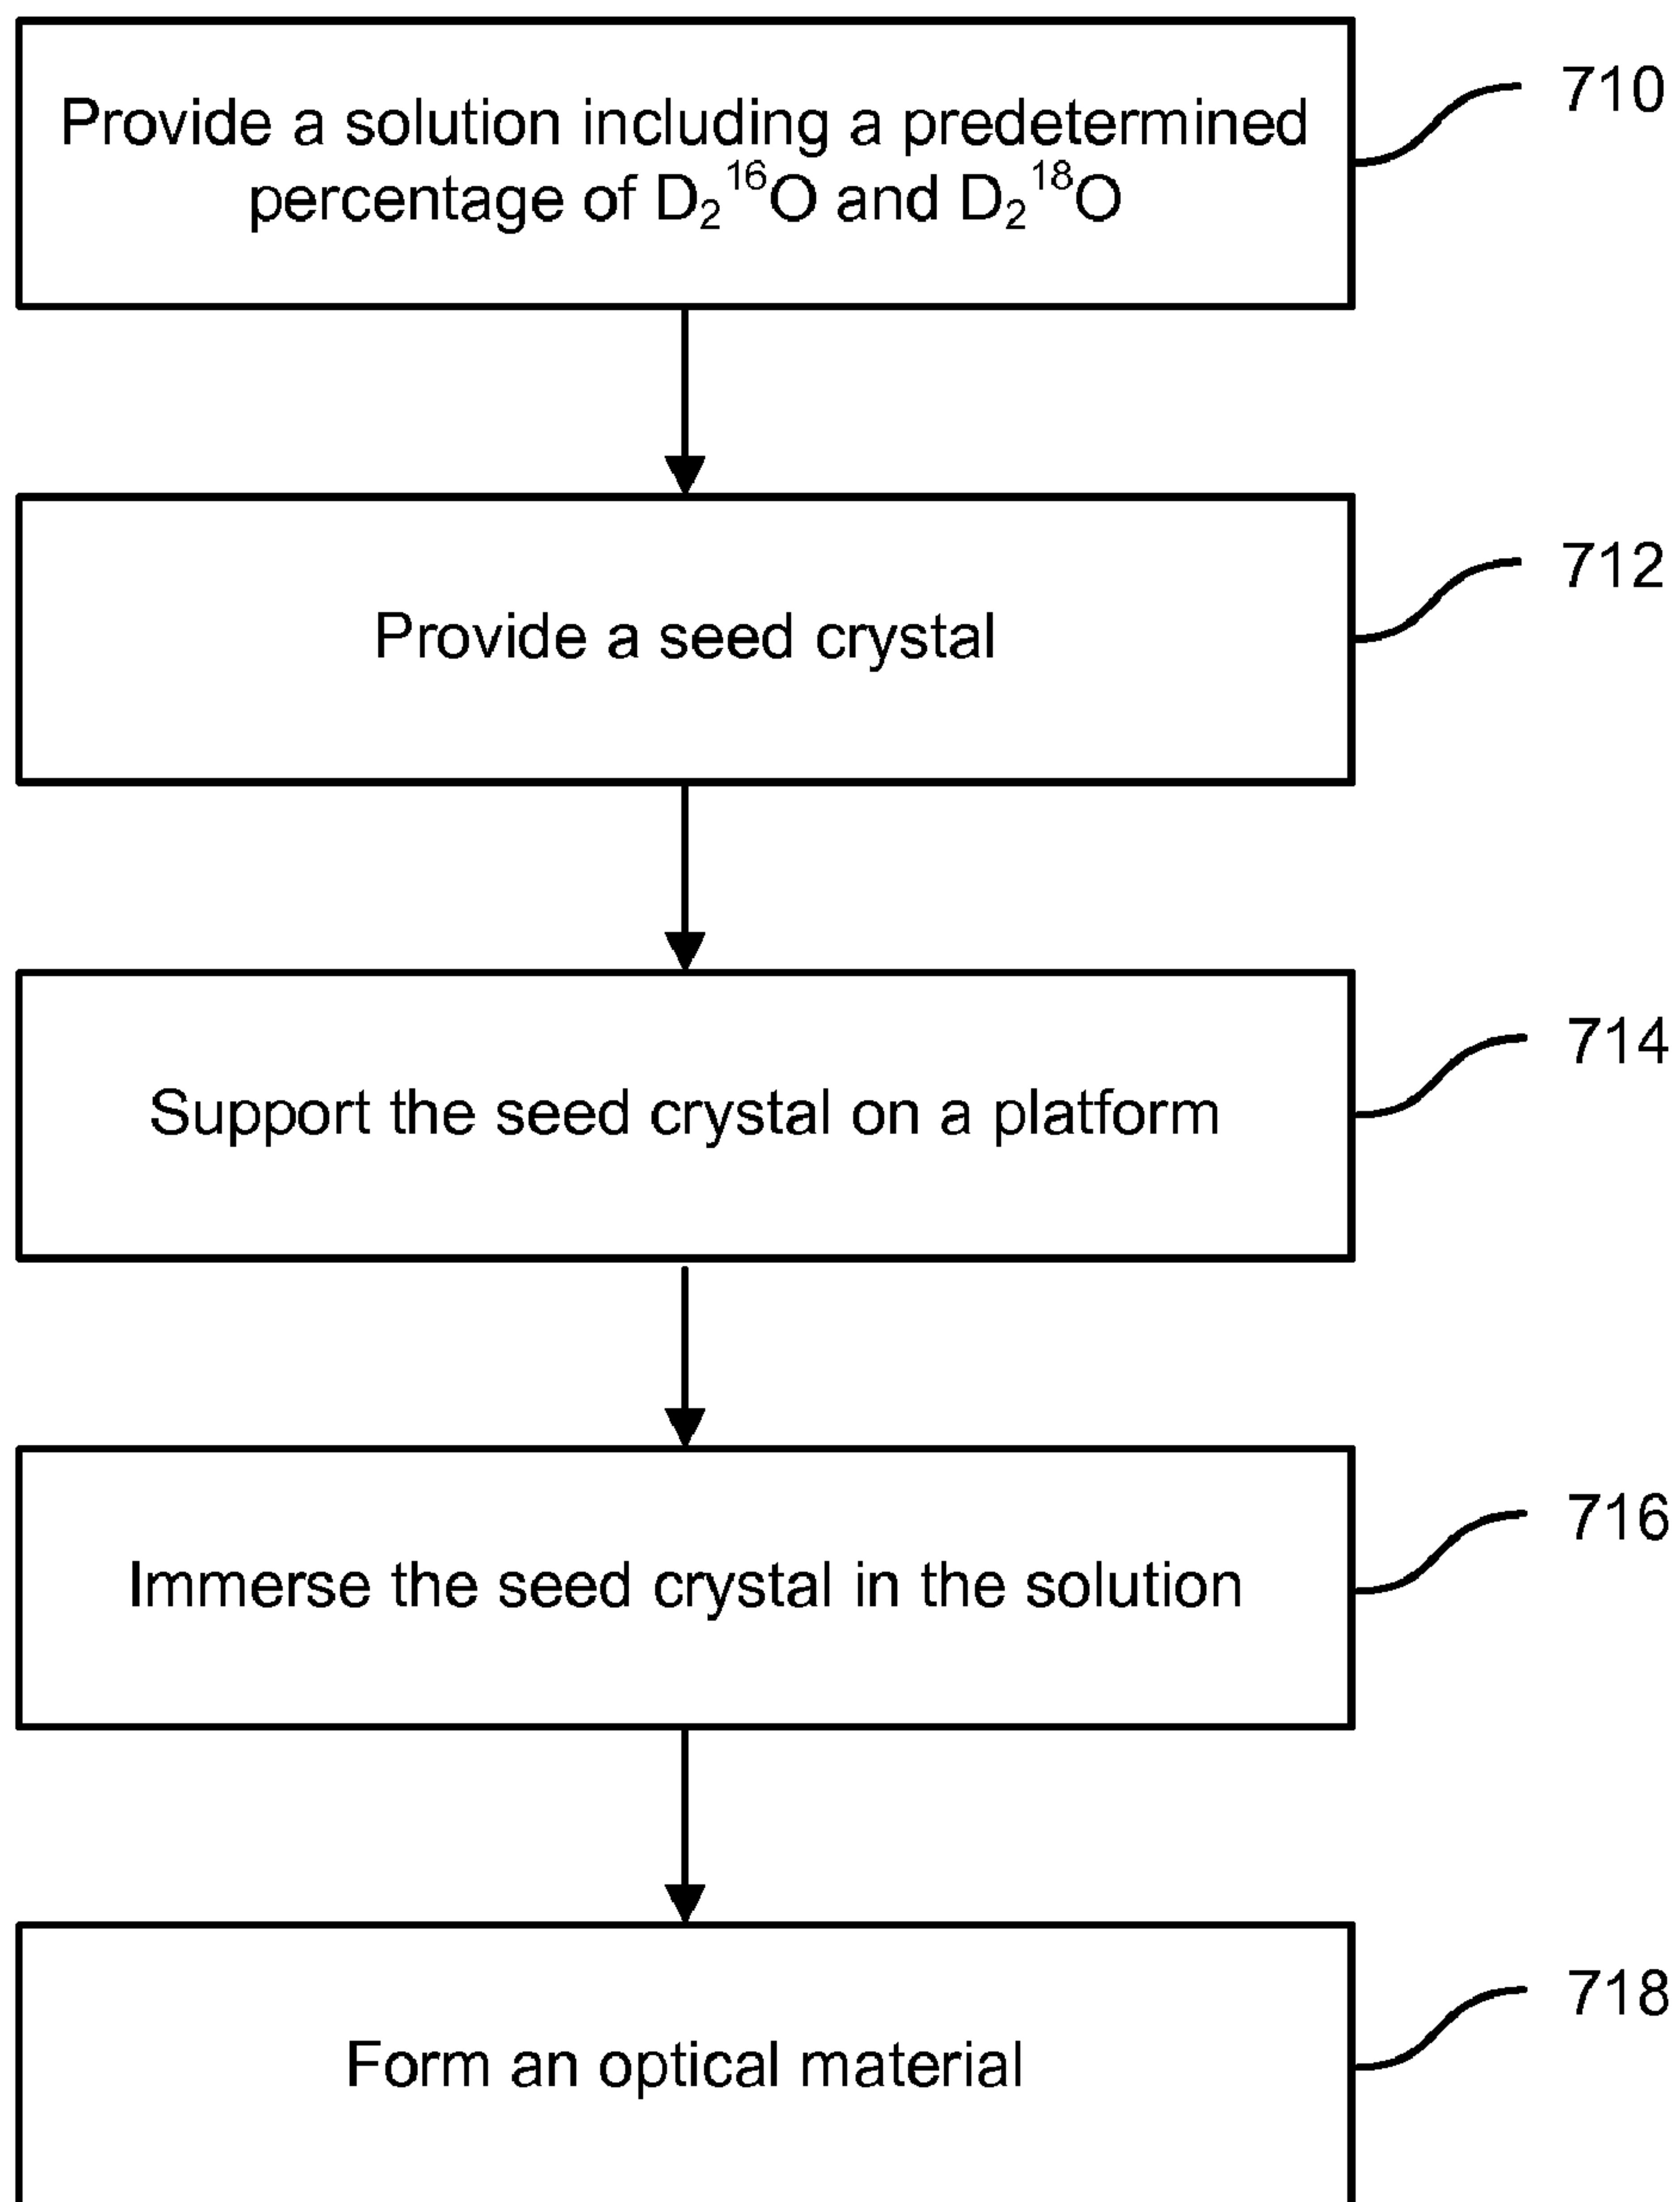 Provide a solution including a predetermined
percentage of D₂¹⁶O and D₂¹⁸O
710
Provide a seed crystal
712
Support the seed crystal on a platform
714
Immerse the seed crystal in the solution
716
Form an optical material
718